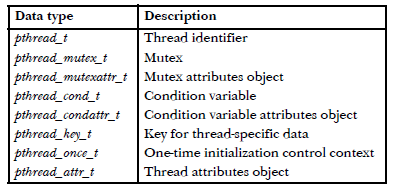 Data type Description
pthread_t Thread identifier
pthread_mutex_t Mutex
pthread_mutexattr_t Mutex attributes object
pthread_cond_t Condition variable
pthread_condattr_t Condition variable attributes object
pthread_key_t Key for thread-specific data
pthread_once_t One-time initialization control context
pthread_attr_t Thread attributes object